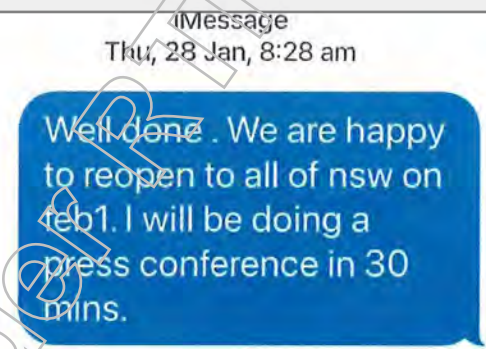 iMessage
Thu, 28 Jan, 8:28 am
Well done . We are happy
to reopen to all of nsw on
feb1. I will be doing a
press conference in 30
mins.